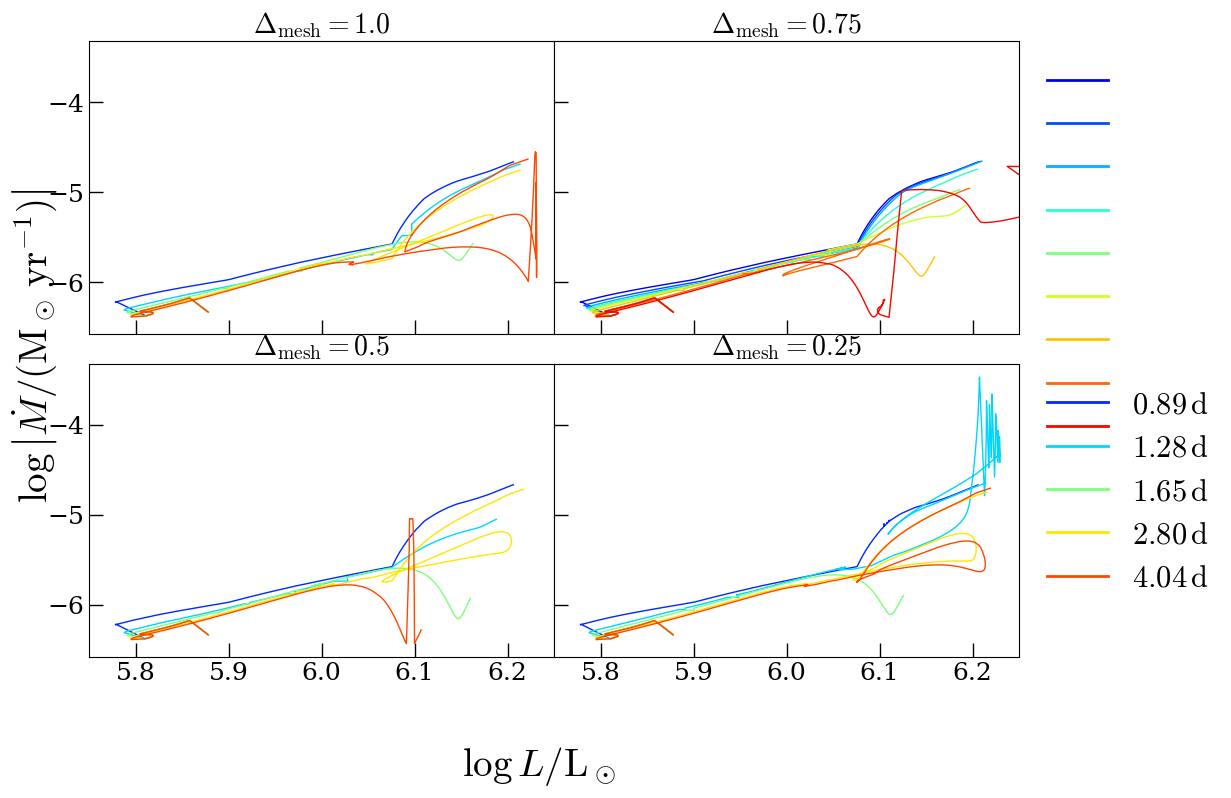 Δmesh = 1.0
Δmesh = 0.75
−4
−5
−6
log |Ṁ/(M⊙ yr⁻¹)|
Δmesh = 0.5
Δmesh = 0.25
−4
−5
−6
5.8 5.9 6.0 6.1 6.2
5.8 5.9 6.0 6.1 6.2
log L/L⊙
0.89 d
1.28 d
1.65 d
2.80 d
4.04 d